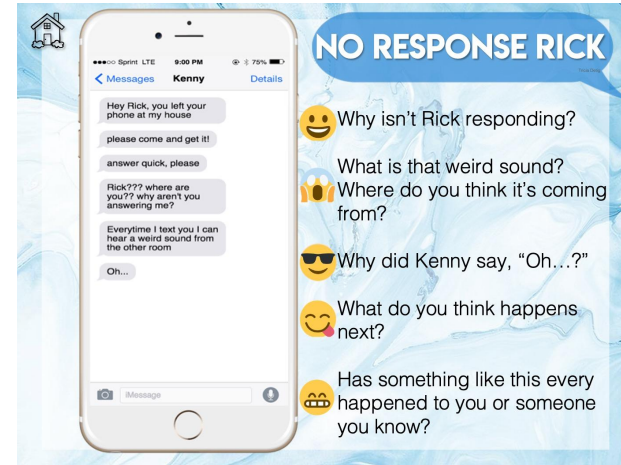 NO RESPONSE RICK
Sprint LTE 9:00 PM 75%
Messages Kenny Details
Hey Rick, you left your
phone at my house
please come and get it!
answer quick, please
Rick??? where are
you?? why aren't you
answering me?
Everytime I text you I can
hear a weird sound from
the other room
Oh...
iMessage
Why isn't Rick responding?
What is that weird sound?
Where do you think it's coming
from?
Why did Kenny say, “Oh...?”
What do you think happens
next?
Has something like this every
happened to you or someone
you know?